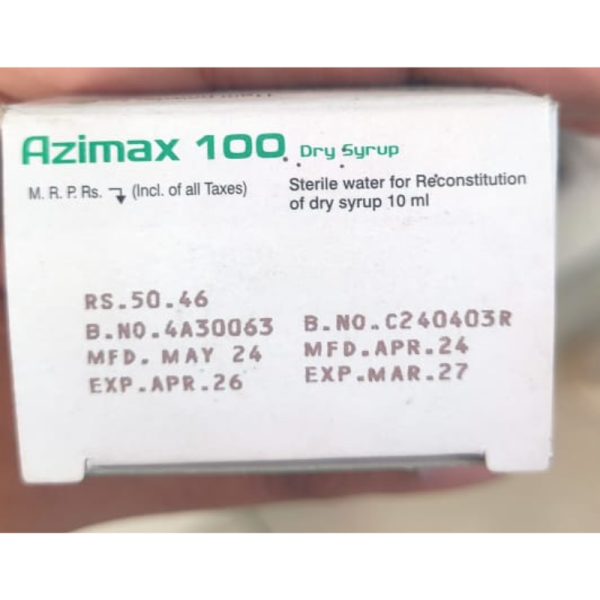 Azimax 100 Dry Syrup
M. R. P. Rs. (Incl. of all Taxes)
Sterile water for Reconstitution
of dry syrup 10 ml
RS.50.46
B.NO.4A30063
MFD. MAY 24
EXP.APR.26
B.NO.C240403R
MFD.APR.24
EXP.MAR.27